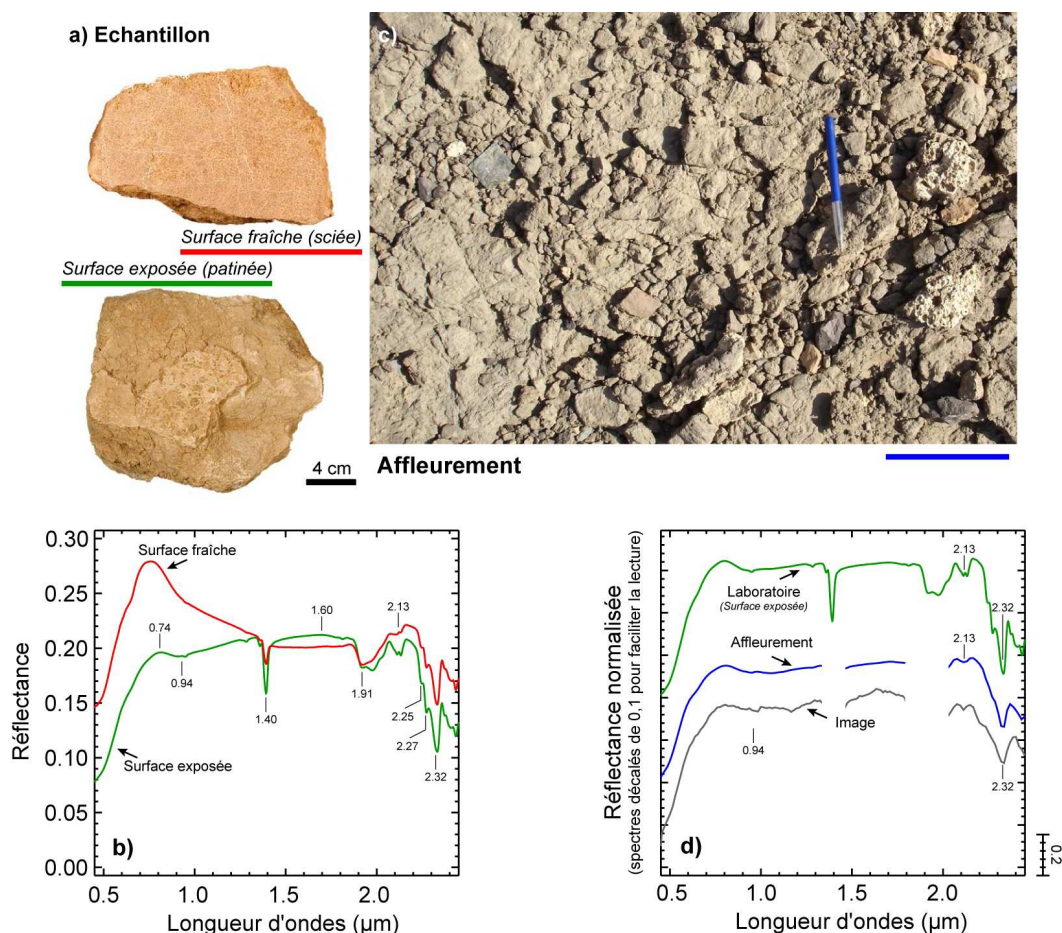 a) Echantillon
c)
Surface fraîche (sciée)
Surface exposée (patinée)
4 cm
Affleurement
0.30
0.25
0.20
0.15
0.10
0.05
0.00
Réflectance
Surface fraîche
0.74
0.94
1.60
2.13
1.40
1.91
2.25
2.27
2.32
Surface exposée
b)
0.5
1.0
1.5
2.0
Longueur d'ondes (µm)
Réflectance normalisée
(spectres décalés de 0,1 pour faciliter la lecture)
2.13
Laboratoire
(Surface exposée)
2.32
Affleurement
2.13
Image
0.94
2.32
d)
0.2
0.5
1.0
1.5
2.0
Longueur d'ondes (µm)